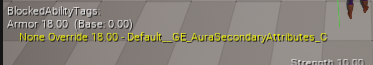 BlockedAbilityTags:
Armor 18.00 (Base: 0.00)
None Override 18.00 - Default__GE_AuraSecondaryAttributes_C
Strength 10.00